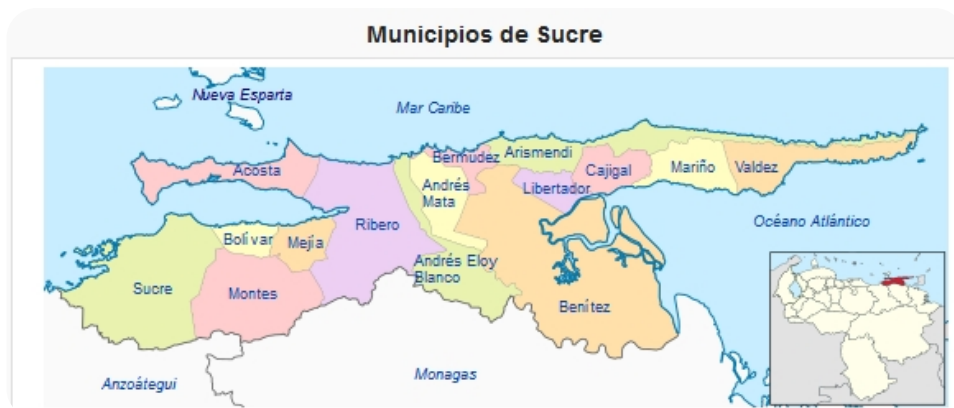 Municipios de Sucre
Nueva Esparta
Mar Caribe
Bermúdez
Arismendi
Acosta
Cajigal
Mariño
Valdez
Andrés
Mata
Libertador
Ribero
Océano Atlántico
Bolívar
Mejía
Andrés Eloy
Blanco
Sucre
Montes
Benítez
Anzoátegui
Monagas